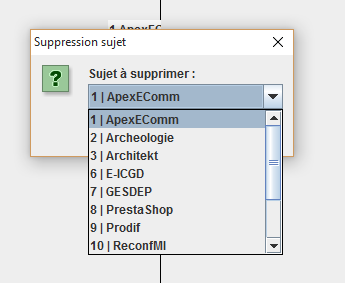 1 ApexEC
Suppression sujet
Sujet à supprimer :
1 | ApexEComm
1 | ApexEComm
2 | Archeologie
3 | Architekt
6 | E-ICGD
7 | GESDEP
8 | PrestaShop
9 | Prodif
10 | ReconfMI